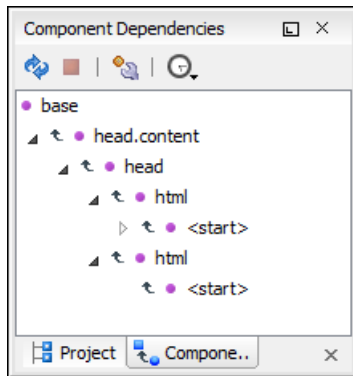 Component Dependencies
base
head.content
head
html
<start>
html
<start>
Project Compone..